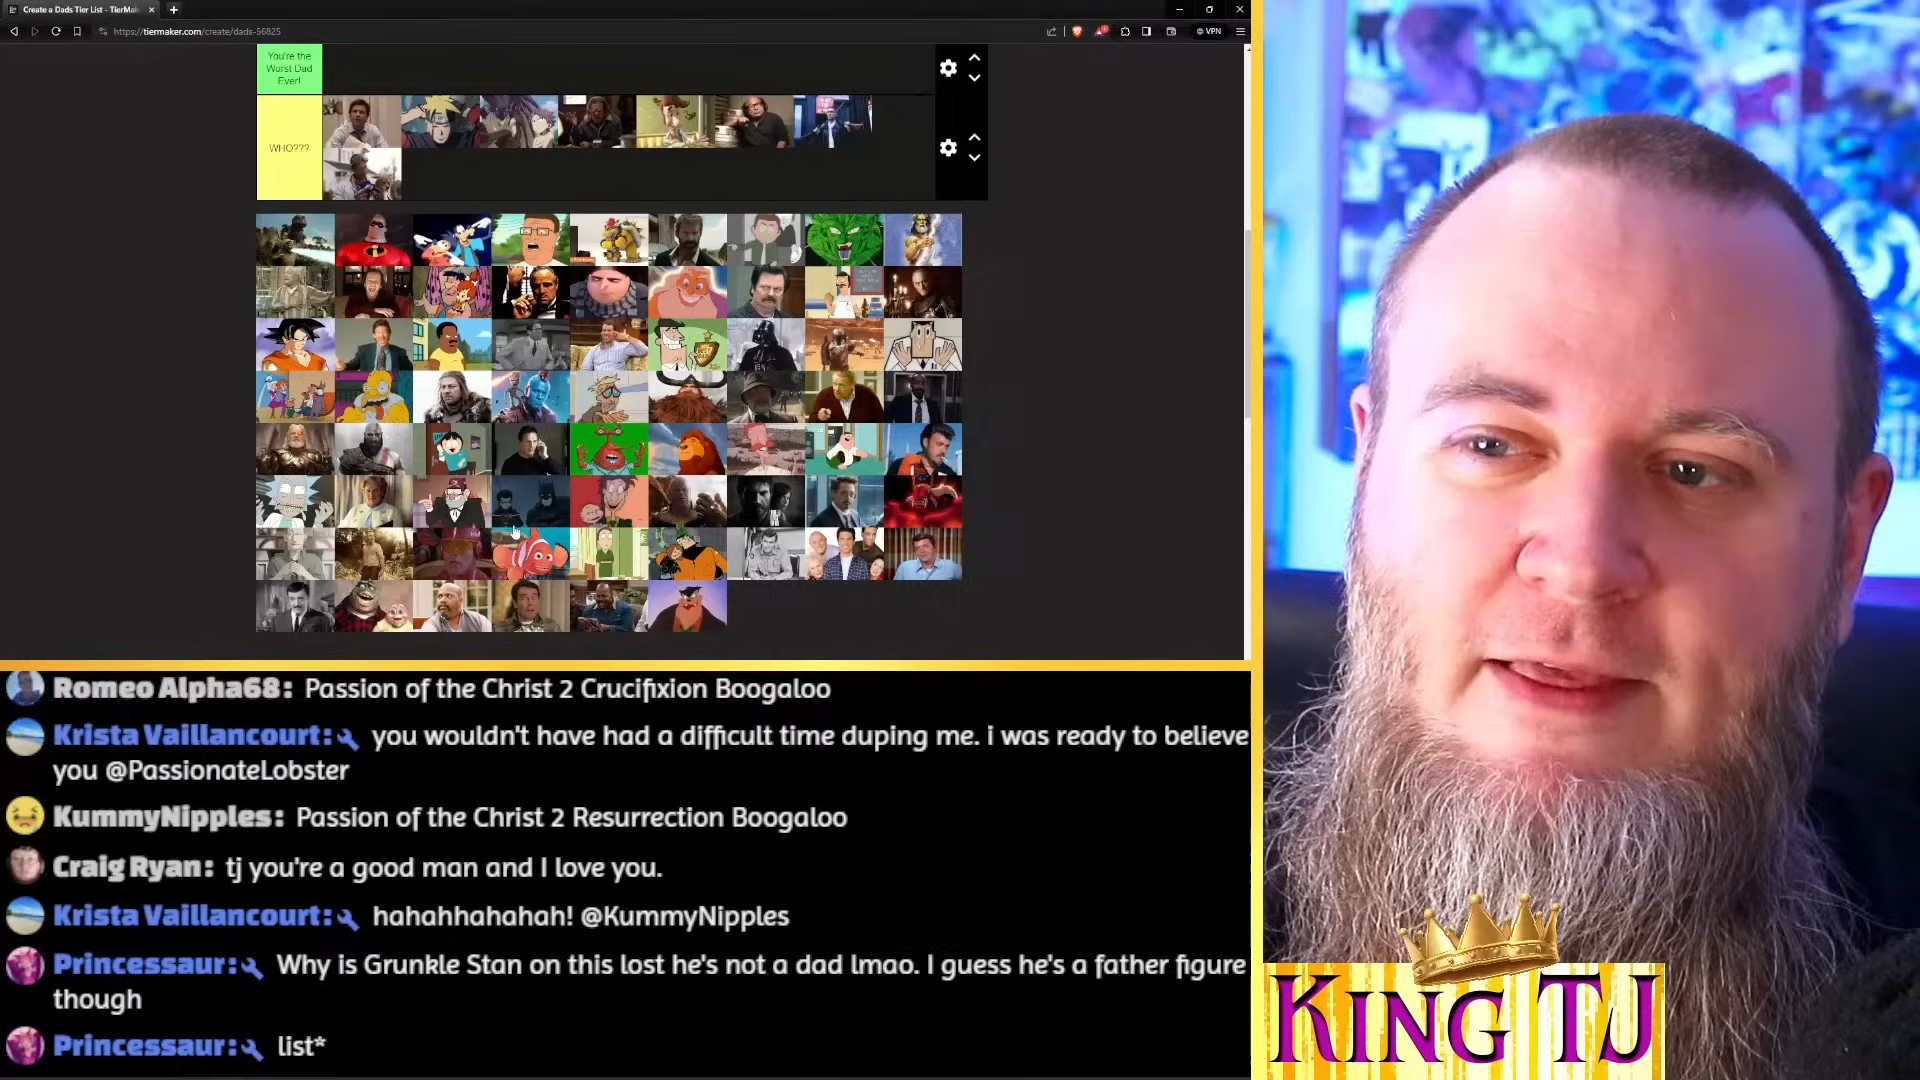 Create a Dads Tier List - TierMak
https://tiermaker.com/create/dads-56825
VPN
You're the
Worst Dad
Ever!
WHO???
Romeo Alpha68: Passion of the Christ 2 Crucifixion Boogaloo
Krista Vaillancourt: you wouldn't have had a difficult time duping me. i was ready to believe
you @PassionateLobster
KummyNipples: Passion of the Christ 2 Resurrection Boogaloo
Craig Ryan: tj you're a good man and I love you.
Krista Vaillancourt: hahahhahahah! @KummyNipples
Princessaur: Why is Grunkle Stan on this lost he's not a dad lmao. I guess he's a father figure
though
Princessaur: list*
KING TJ